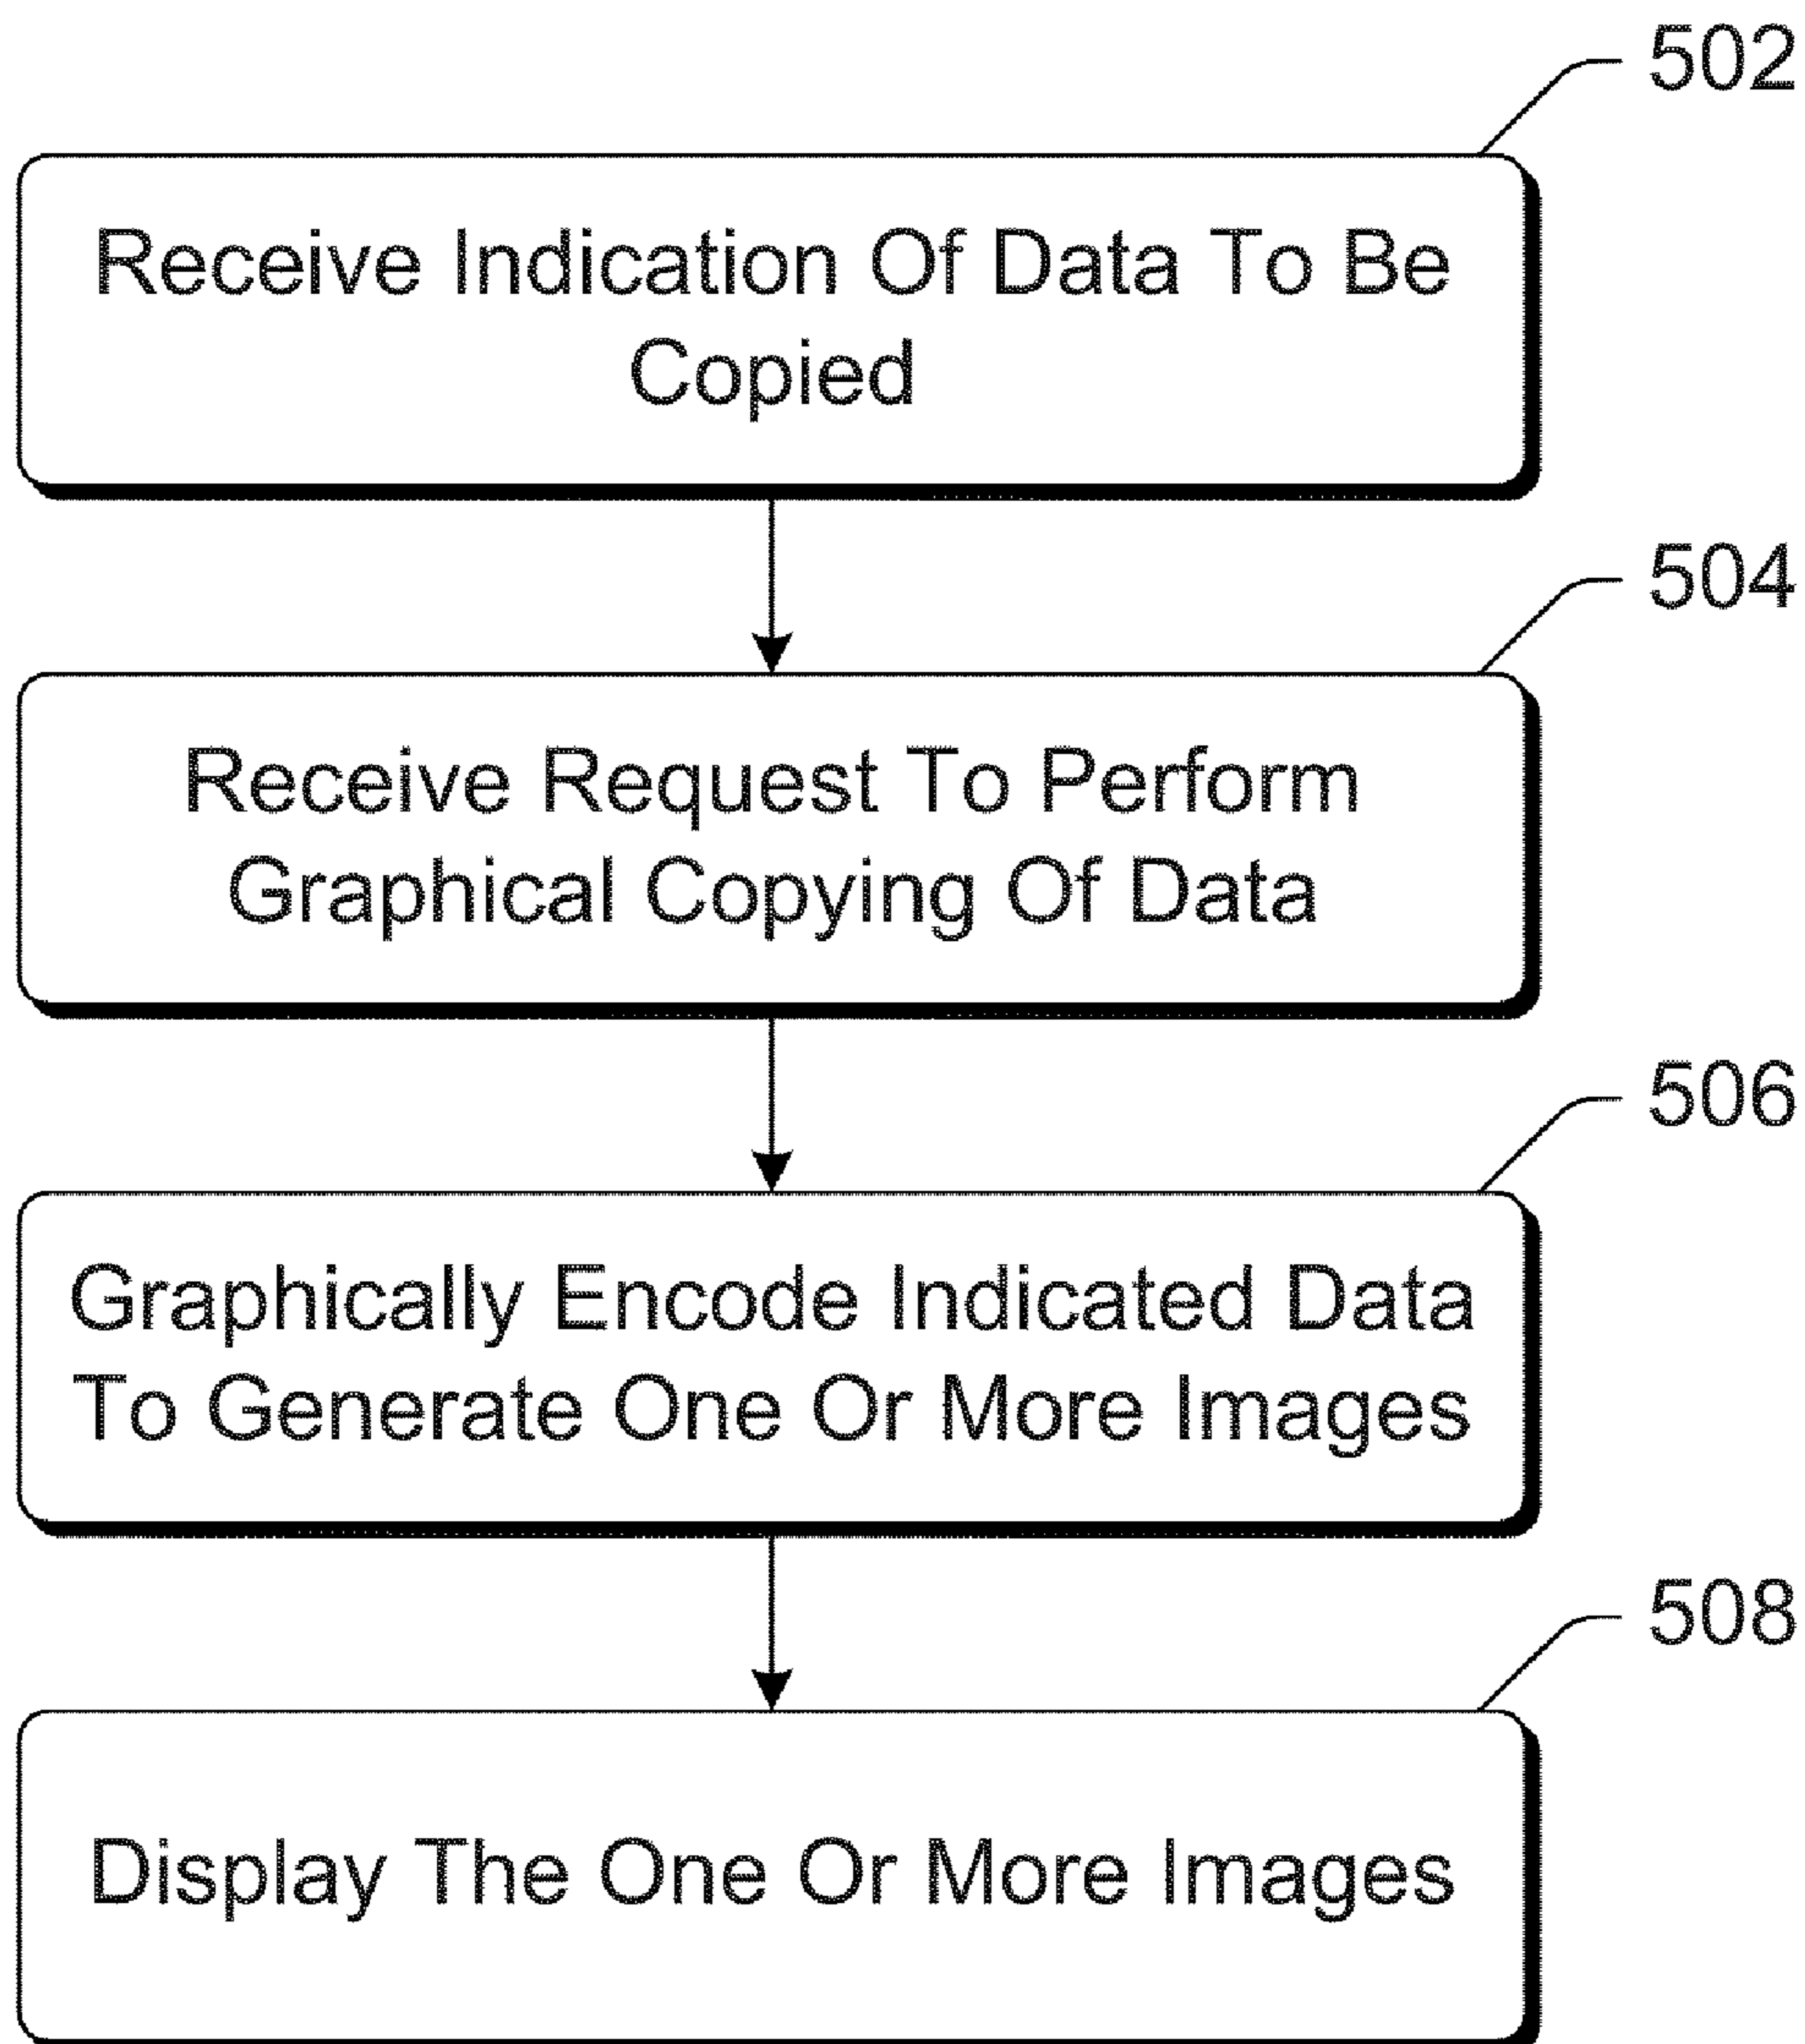 502
Receive Indication Of Data To Be
Copied
504
Receive Request To Perform
Graphical Copying Of Data
506
Graphically Encode Indicated Data
To Generate One Or More Images
508
Display The One Or More Images